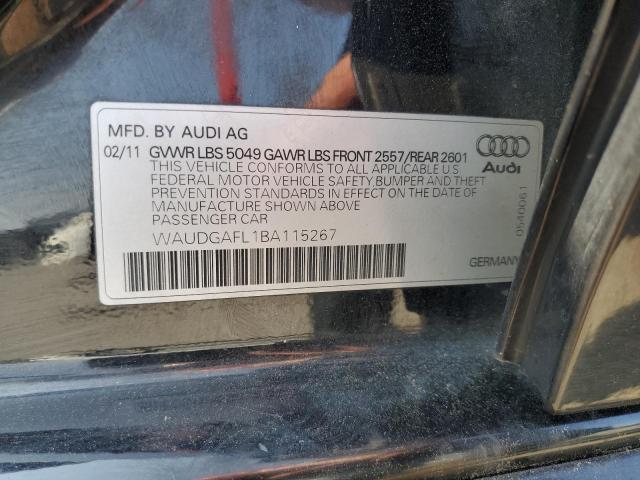 MFD. BY AUDI AG
02/11 GVWR LBS 5049 GAWR LBS FRONT 2557/REAR 2601
THIS VEHICLE CONFORMS TO ALL APPLICABLE U S
FEDERAL MOTOR VEHICLE SAFETY,BUMPER AND THEFT
PREVENTION STANDARDS IN EFFECT ON THE DATE OF
MANUFACTURE SHOWN ABOVE
PASSENGER CAR
WAUDGAFL1BA115267
Audi
0540061
GERMANY